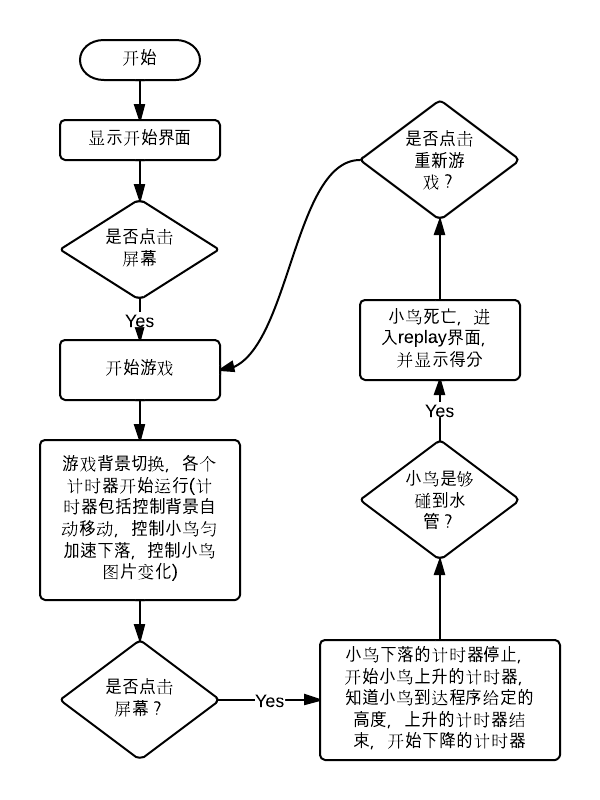 开始
显示开始界面
是否点击
屏幕
Yes
开始游戏
游戏背景切换，各个
计时器开始运行(计
时器包括控制背景自
动移动，控制小鸟匀
加速下落，控制小鸟
图片变化)
是否点击
屏幕？
Yes
小鸟下落的计时器停止，
开始小鸟上升的计时器，
知道小鸟到达程序给定的
高度，上升的计时器结
束，开始下降的计时器
小鸟是够
碰到水
管？
Yes
小鸟死亡，进
入replay界面，
并显示得分
是否点击
重新游
戏？